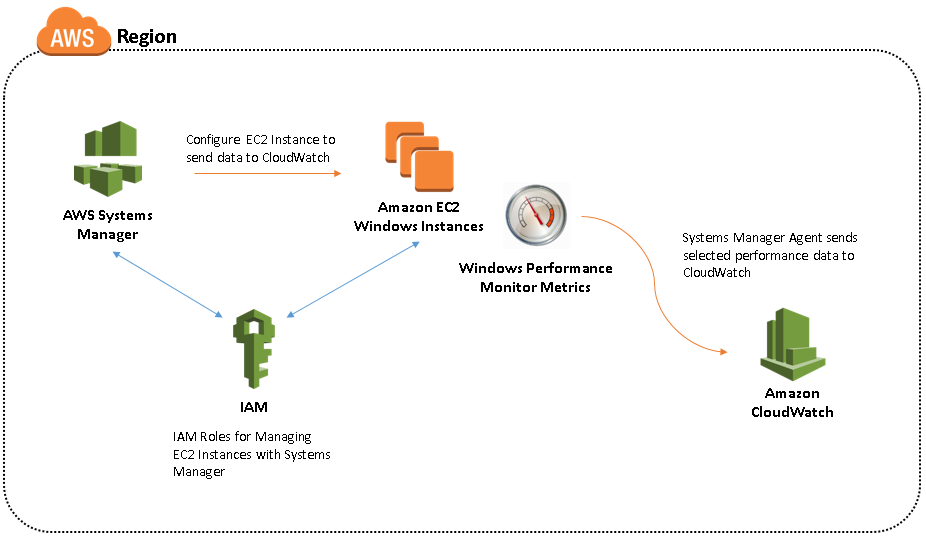 AWS
Region
Configure EC2 Instance to
send data to CloudWatch
AWS Systems
Manager
Amazon EC2
Windows Instances
Windows Performance
Monitor Metrics
Systems Manager Agent sends
selected performance data to
CloudWatch
IAM
IAM Roles for Managing
EC2 Instances with Systems
Manager
Amazon
CloudWatch